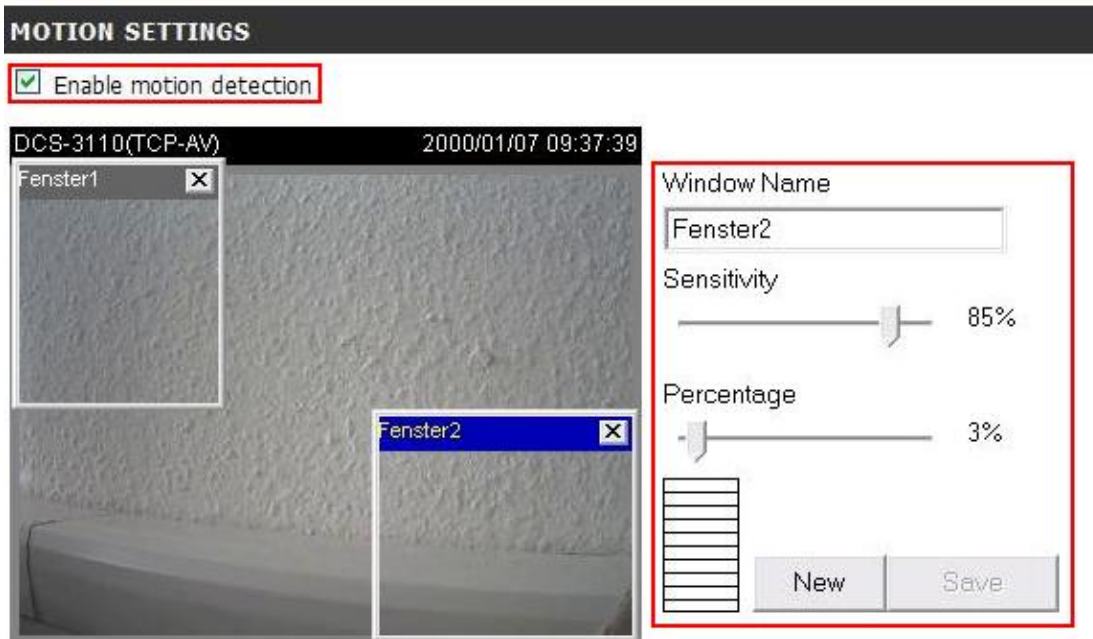 MOTION SETTINGS
Enable motion detection
DCS-3110(TCP-AV) 2000/01/07 09:37:39
Fenster1
Fenster2
Window Name
Fenster2
Sensitivity
85%
Percentage
3%
New
Save